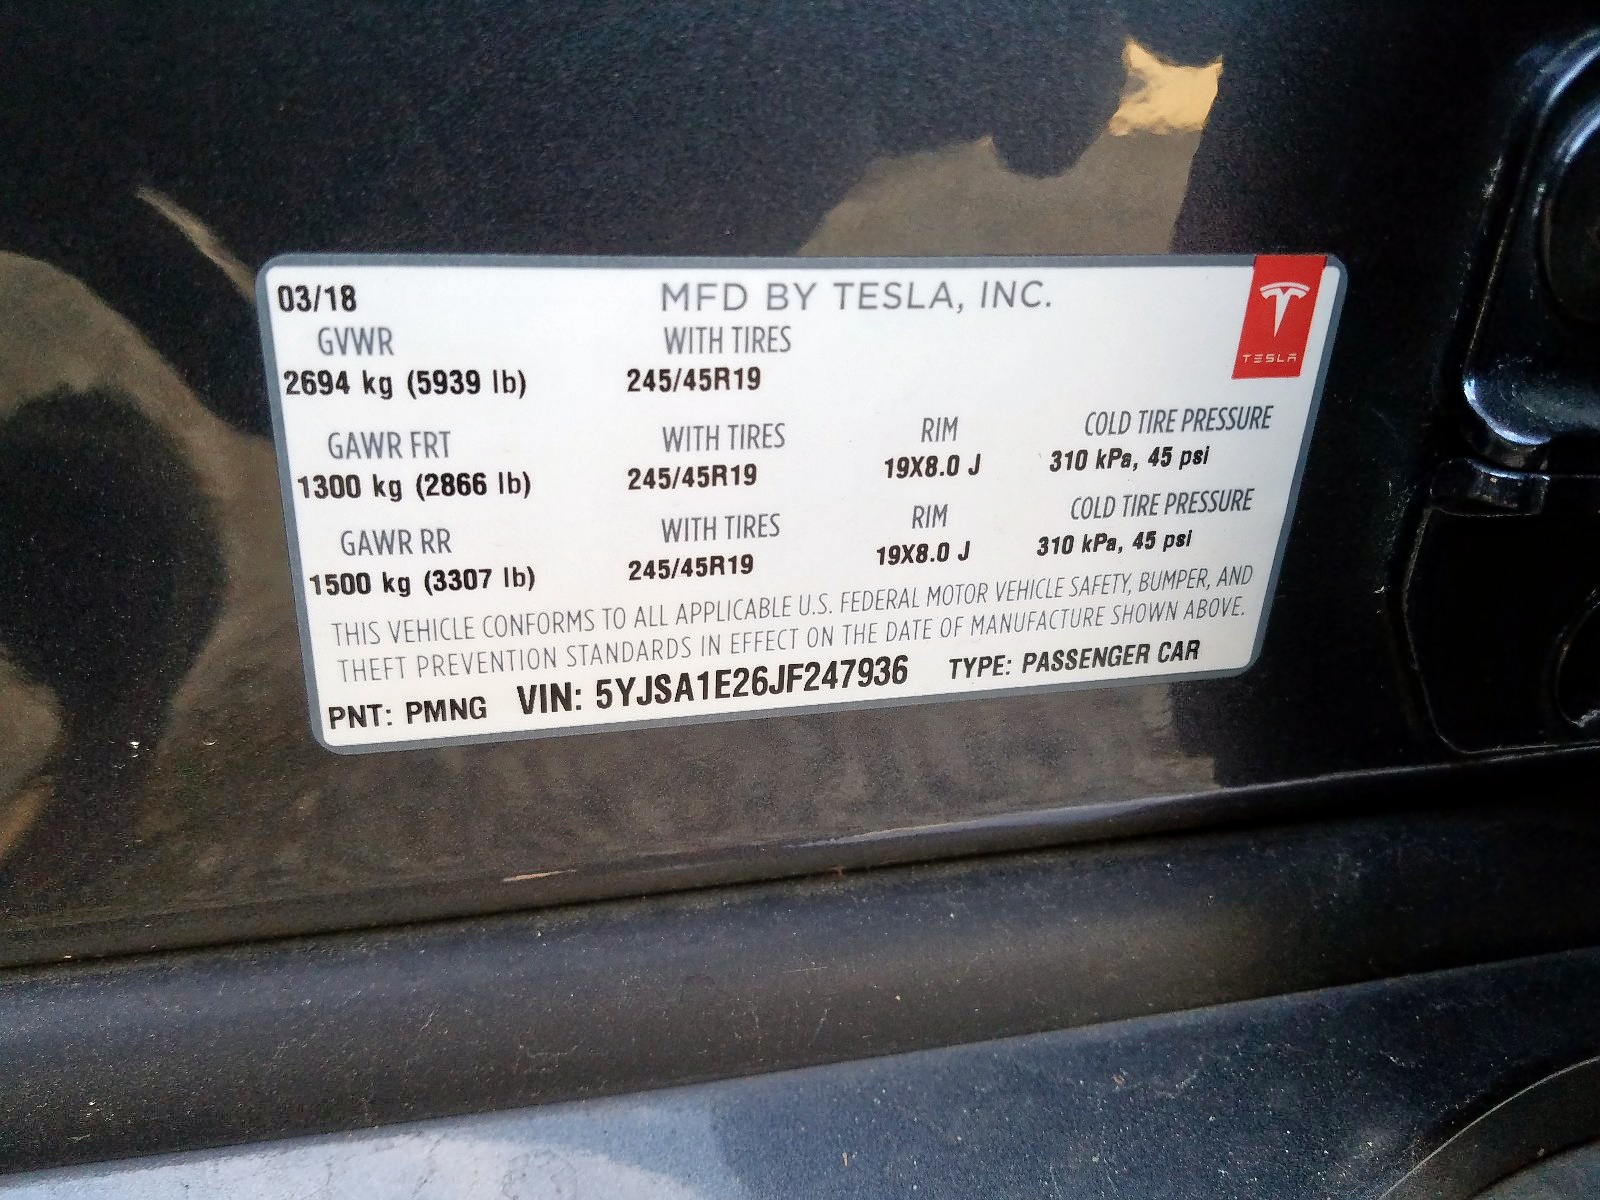 03/18 MFD BY TESLA, INC.
TESLA
GVWR WITH TIRES
2694 kg (5939 lb) 245/45R19
GAWR FRT WITH TIRES RIM COLD TIRE PRESSURE
1300 kg (2866 lb) 245/45R19 19X8.0 J 310 kPa, 45 psi
GAWR RR WITH TIRES RIM COLD TIRE PRESSURE
1500 kg (3307 lb) 245/45R19 19X8.0 J 310 kPa, 45 psi
THIS VEHICLE CONFORMS TO ALL APPLICABLE U.S. FEDERAL MOTOR VEHICLE SAFETY, BUMPER, AND
THEFT PREVENTION STANDARDS IN EFFECT ON THE DATE OF MANUFACTURE SHOWN ABOVE.
PNT: PMNG VIN: 5YJSA1E26JF247936 TYPE: PASSENGER CAR